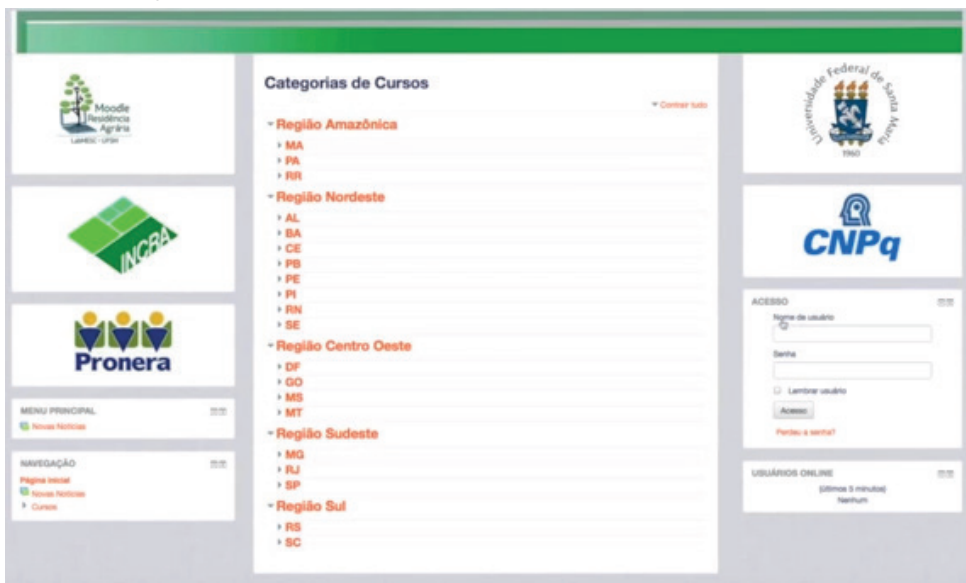 Moodle
Residência
Agrária
INCRA
Pronera
MENU PRINCIPAL
Novas Notícias
NAVEGAÇÃO
Página inicial
Novas Notícias
Cursos
Categorias de Cursos
Contrair tudo
Região Amazônica
MA
PA
RR
Região Nordeste
AL
BA
CE
PB
PE
PI
RN
SE
Região Centro Oeste
DF
GO
MS
MT
Região Sudeste
MG
RJ
SP
Região Sul
RS
SC
Universidade Federal de Santa Maria
1960
CNPq
ACESSO
Nome de usuário
Senha
Lembrar usuário
Acesso
Perdeu a senha?
USUÁRIOS ONLINE
(últimos 5 minutos)
Nenhum